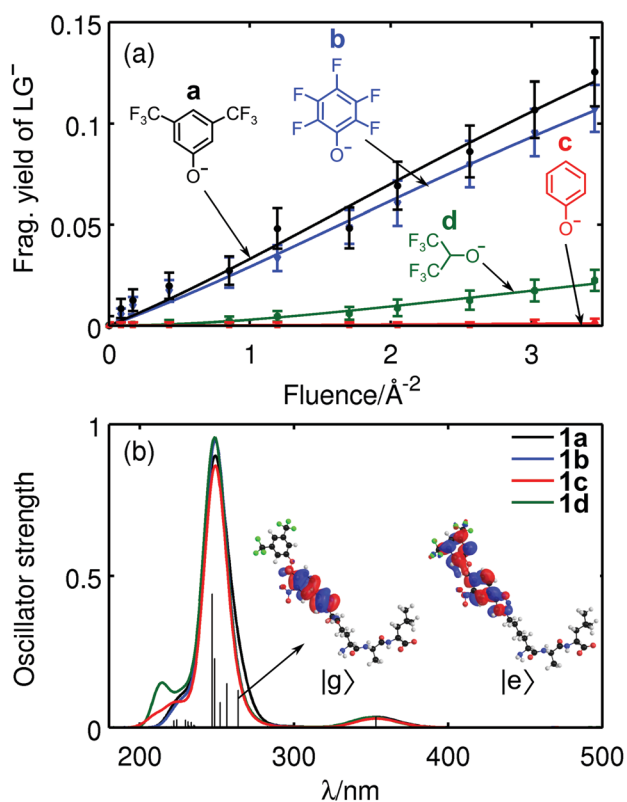 (a)
Frag. yield of LG⁻
0.15
0.1
0.05
0
a
CF₃
CF₃
O⁻
b
F
F
F
F
F
O⁻
c
O⁻
d
F₃C
F₃C
O⁻
0
1
2
3
Fluence/Å⁻²
(b)
Oscillator strength
1
0.5
0
1a
1b
1c
1d
|g⟩
|e⟩
200
300
400
500
λ/nm